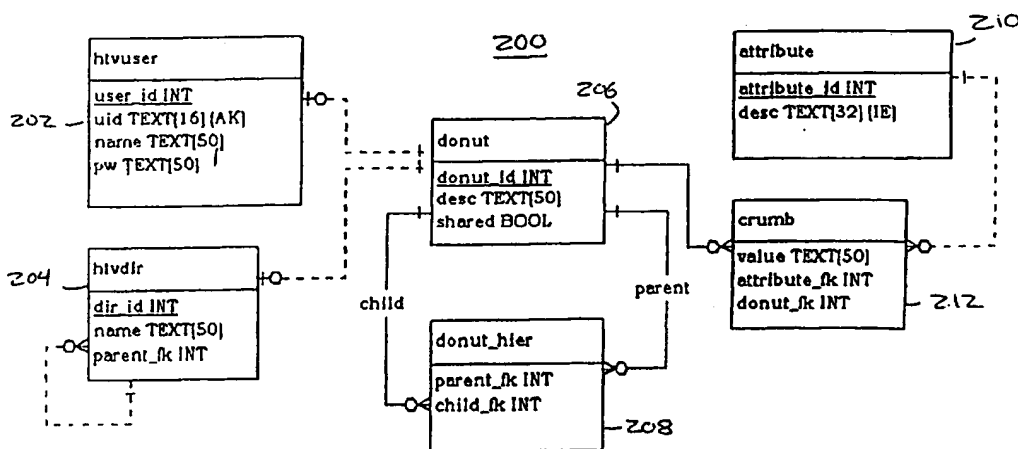 200
202
htvuser
user_id INT
uid TEXT[16] [AK]
name TEXT[50]
pw TEXT[50]
204
htvdir
dir_id INT
name TEXT[50]
parent_fk INT
206
donut
donut_id INT
desc TEXT[50]
shared BOOL
child
parent
donut_hier
parent_fk INT
child_fk INT
208
210
attribute
attribute_id INT
desc TEXT[32] [IE]
crumb
value TEXT[50]
attribute_fk INT
donut_fk INT
212